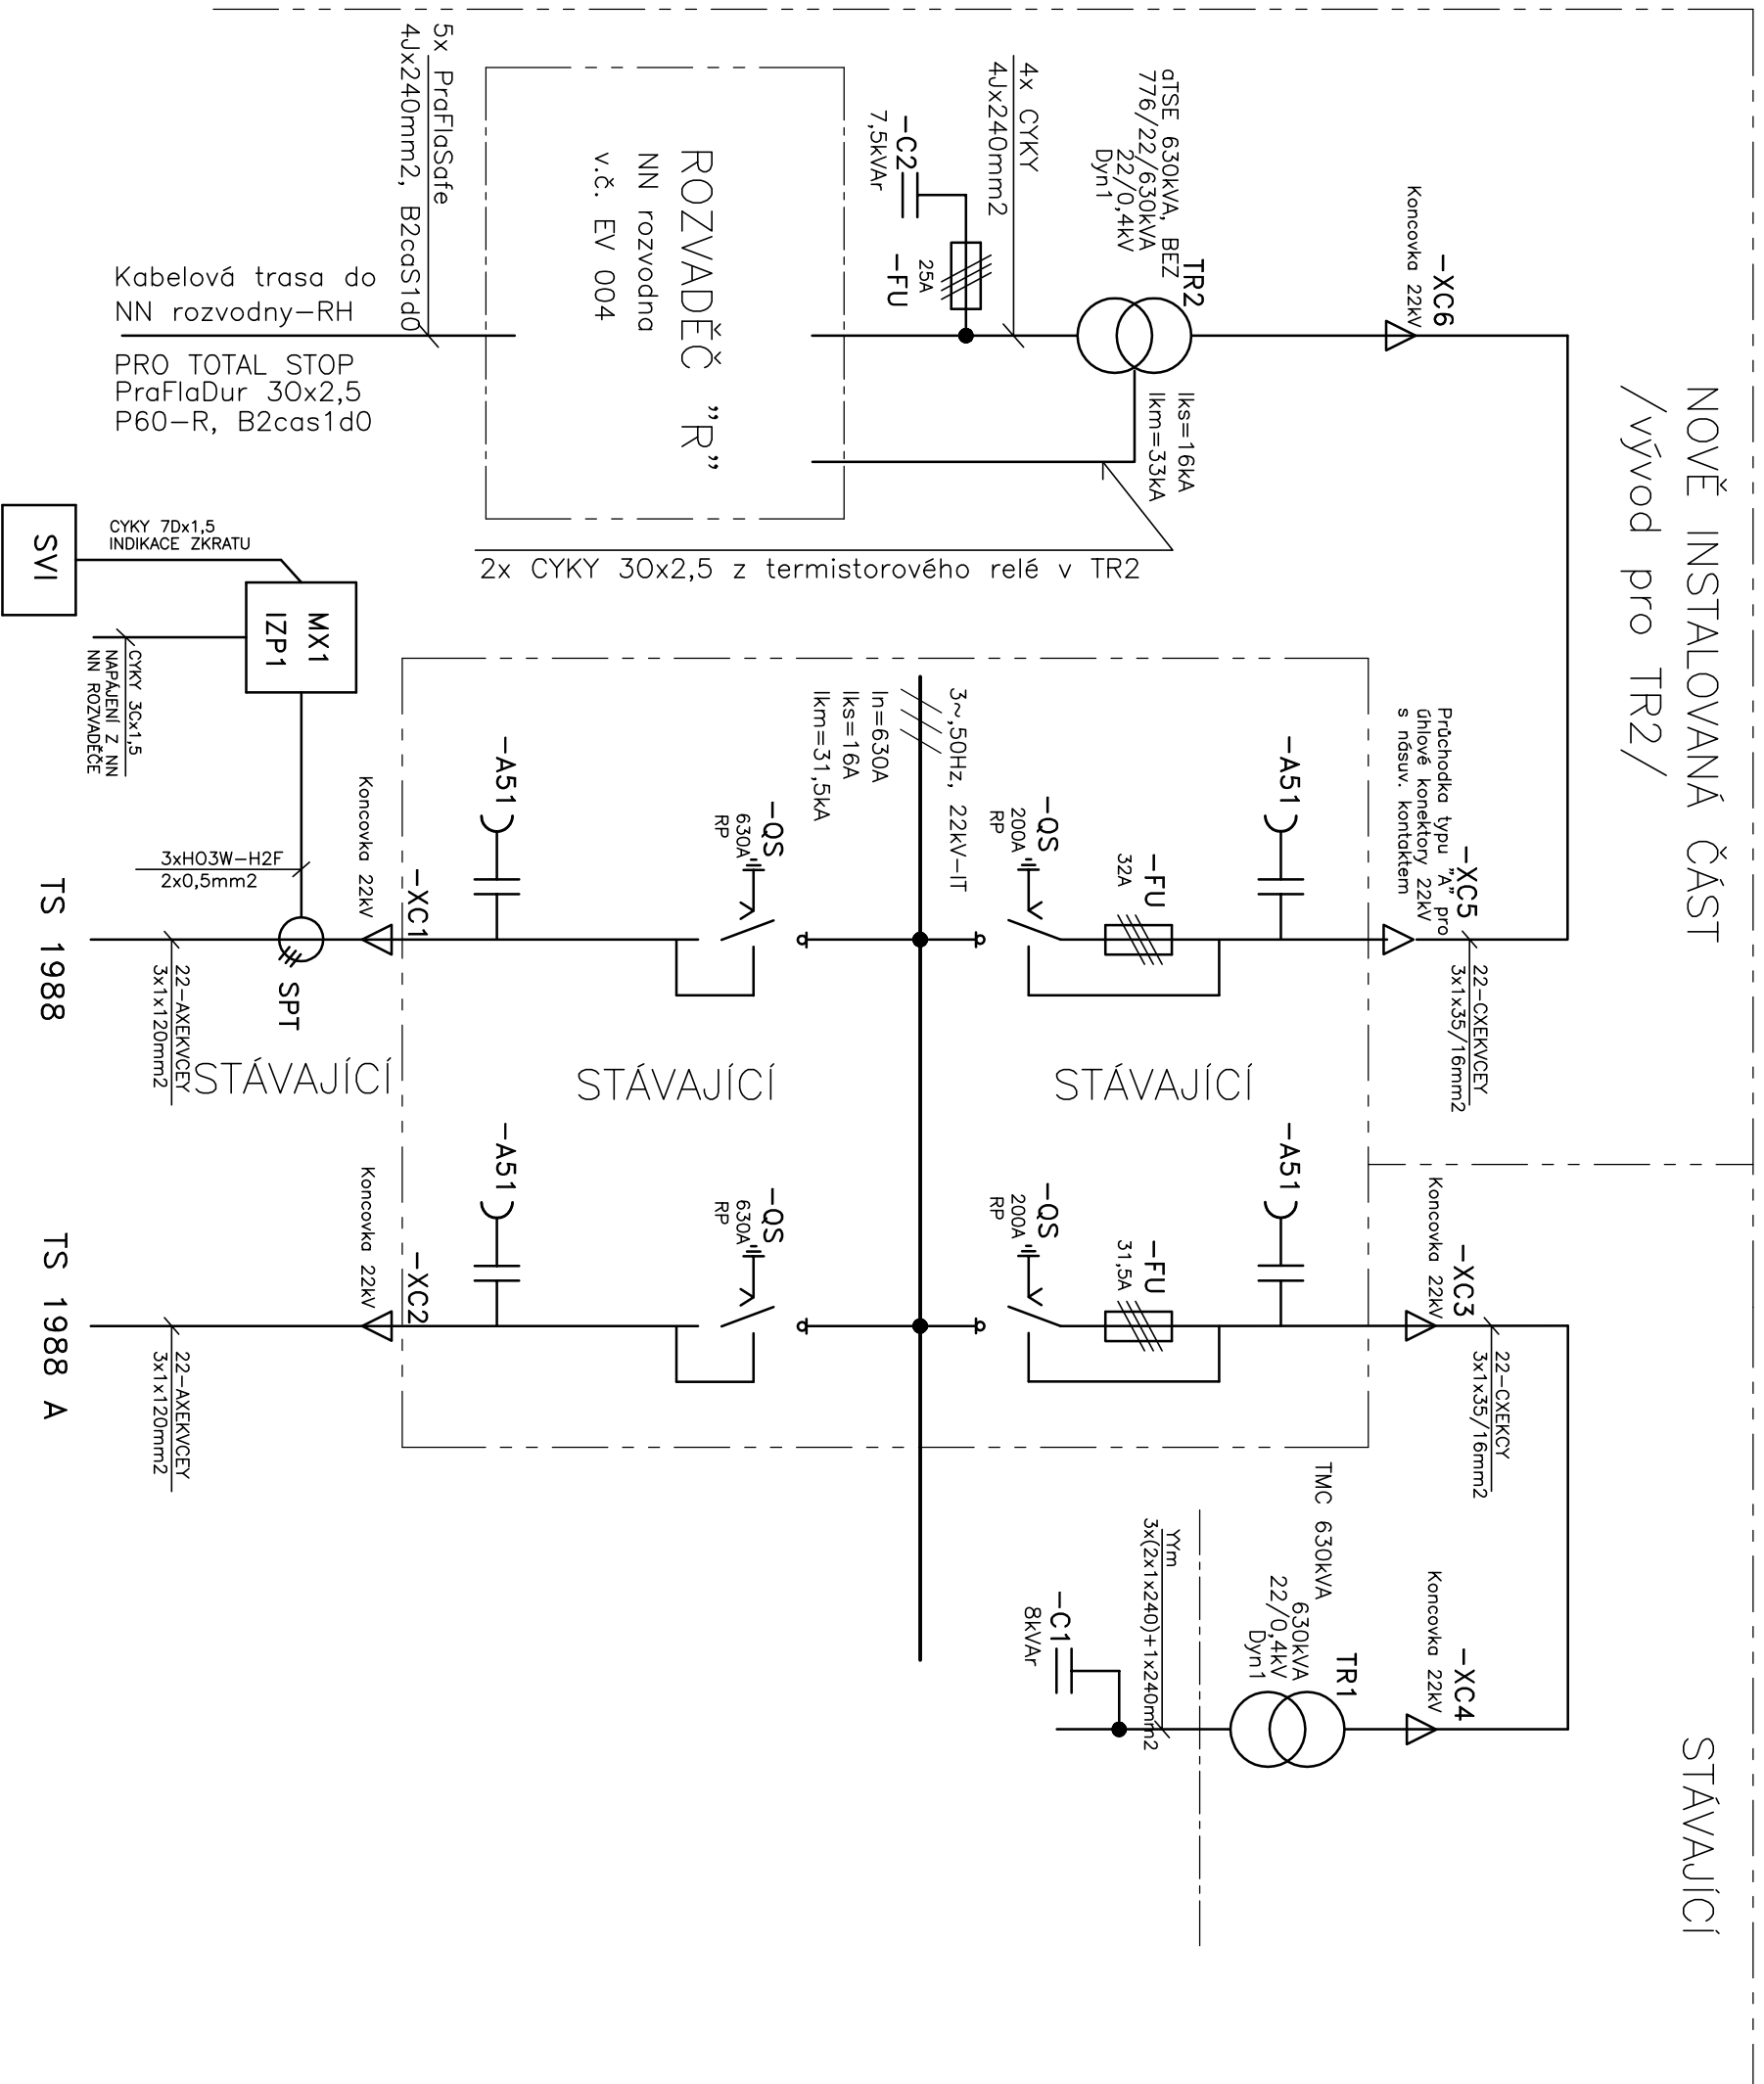 NOVĚ INSTALOVANÁ ČÁST
/vývod pro TR2/
STÁVAJÍCÍ
-XC6
Koncovka 22kV
aTSE 630kVA, BEZ
776/22/630kVA
22/0,4kV
Dyn1
TR2
Iks=16kA
Ikm=33kA
4x CYKY
4Jx240mm2
-C2
7,5kVAr
25A
-FU
ROZVADĚČ "R"
NN rozvodna
v.č. EV 004
2x CYKY 3Ox2,5 z termistorového relé v TR2
5x PraFlaSafe
4Jx240mm2, B2caS1d0
Kabelová trasa do
NN rozvodny-RH
PRO TOTAL STOP
PraFlaDur 3Ox2,5
P60-R, B2cas1d0
-XC5
Průchodka typu "A" pro
úhlové konektory 22kV
s násuv. kontaktem
22-CXEKVCEY
3x1x35/16mm2
-A51
-FU
32A
-QS
200A
RP
3~,50Hz, 22kV-IT
In=630A
Iks=16A
Ikm=31,5kA
-QS
630A
RP
-A51
-XC1
Koncovka 22kV
STÁVAJÍCÍ
STÁVAJÍCÍ
STÁVAJÍCÍ
SVI
CYKY 7Dx1,5
INDIKACE ZKRATU
MX1
IZP1
CYKY 3Cx1,5
NAPÁJENÍ Z NN
NN ROZVADĚČE
3xHO3W-H2F
2x0,5mm2
SPT
22-AXEKVCEY
3x1x120mm2
TS 1988
-XC3
Koncovka 22kV
22-CXEKCY
3x1x35/16mm2
-A51
-FU
31,5A
-QS
200A
RP
-QS
630A
RP
-A51
-XC2
Koncovka 22kV
22-AXEKVCEY
3x1x120mm2
TS 1988 A
-XC4
Koncovka 22kV
TR1
TMC 630kVA
630kVA
22/0,4kV
Dyn1
YYm
3x(2x1x240)+1x240mm2
-C1
8kVAr